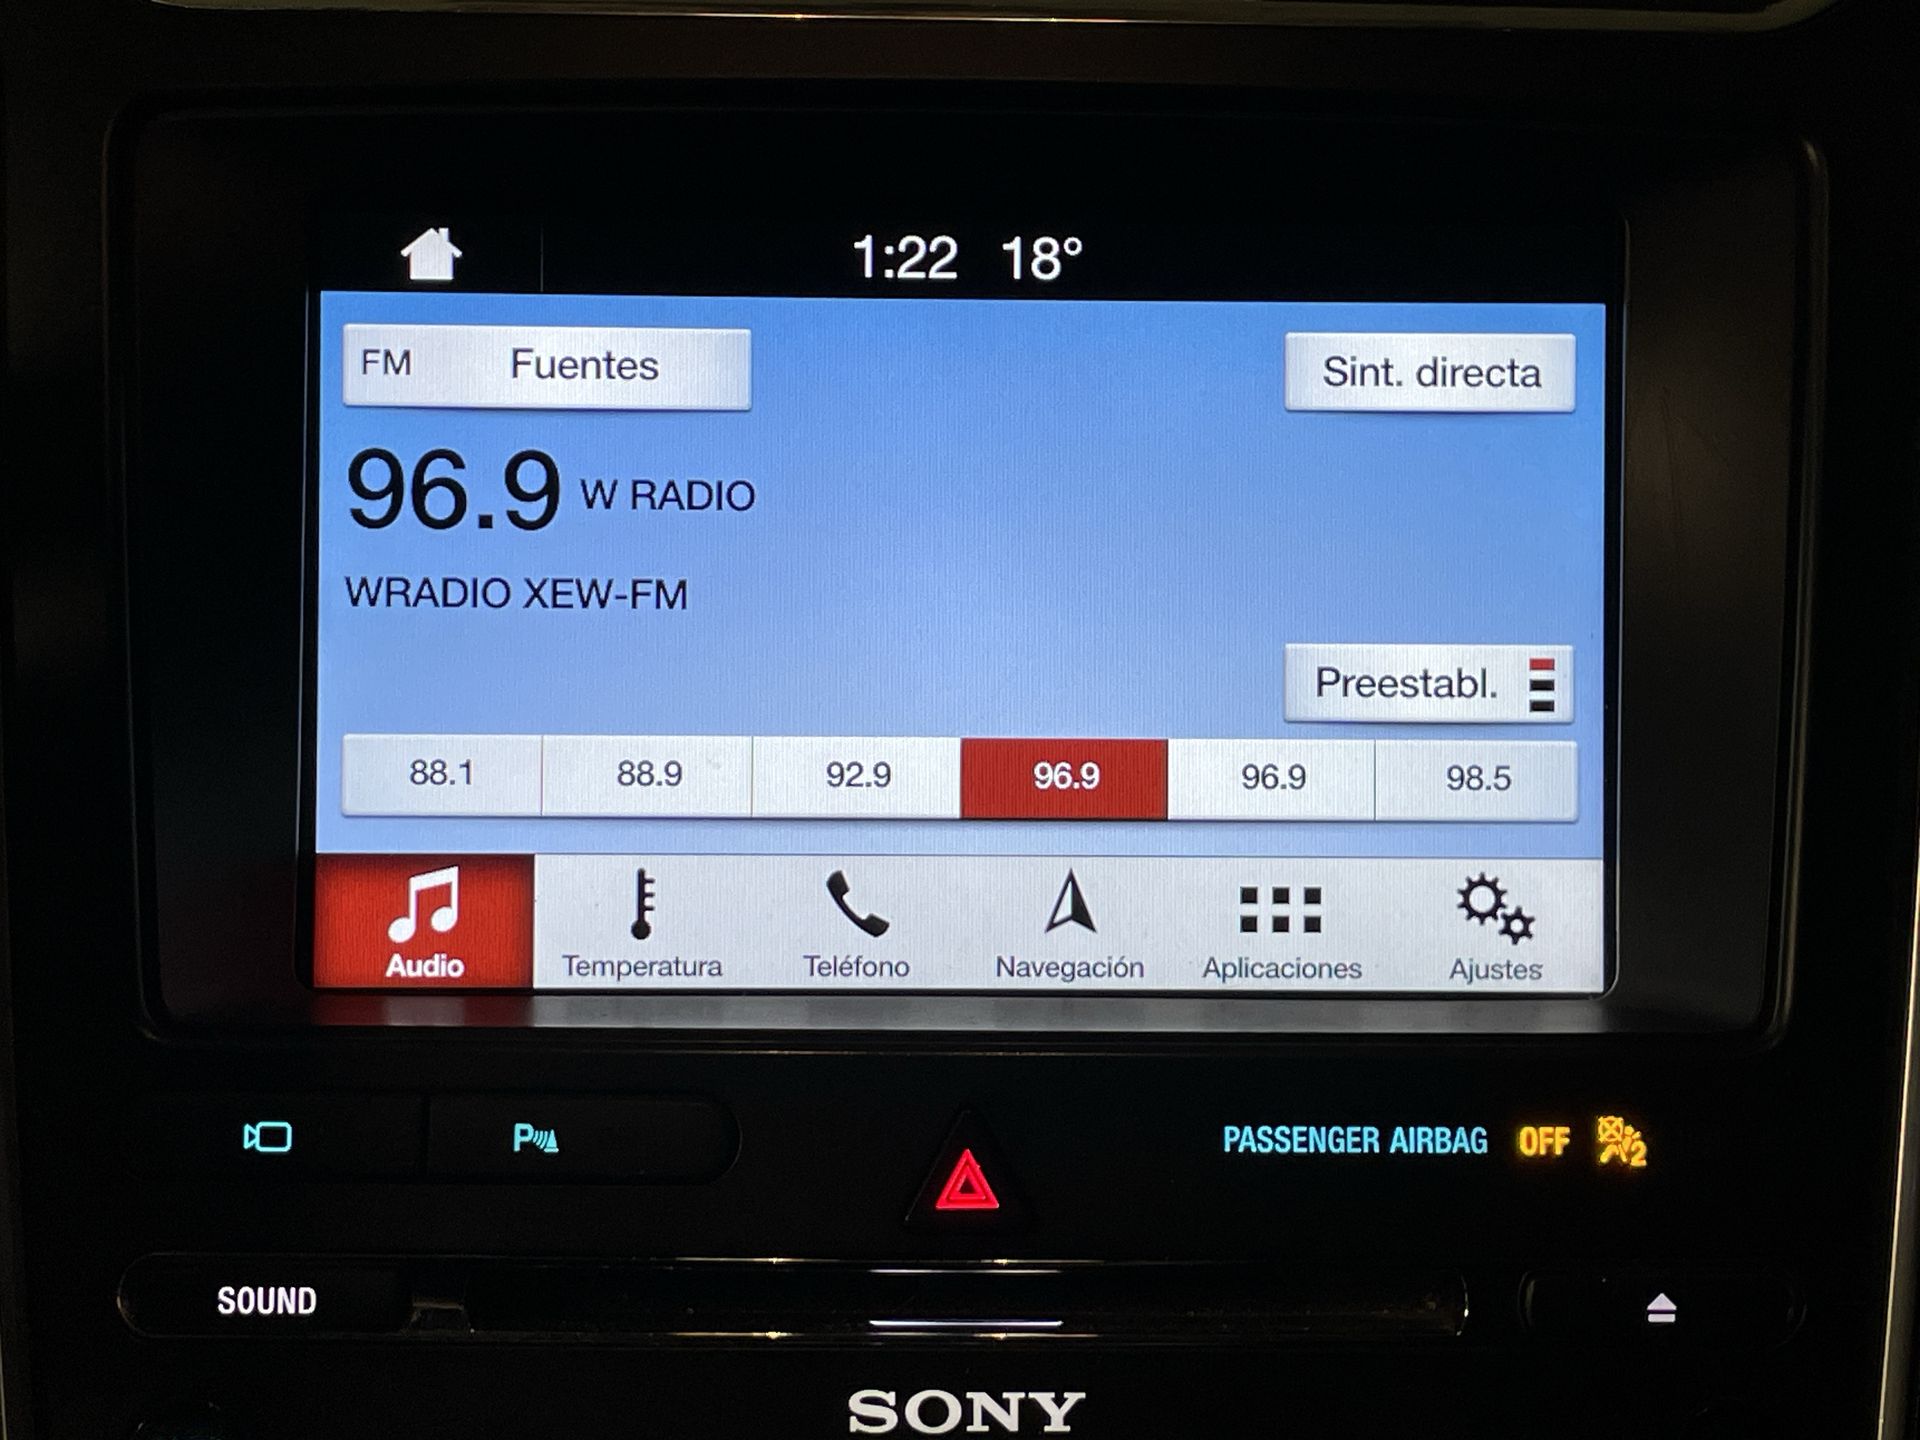 1:22 18°
FM Fuentes
Sint. directa
96.9 W RADIO
WRADIO XEW-FM
Preestabl.
88.1 88.9 92.9 96.9 96.9 98.5
Audio Temperatura Teléfono Navegación Aplicaciones Ajustes
P PASSENGER AIRBAG OFF 2
SOUND
SONY